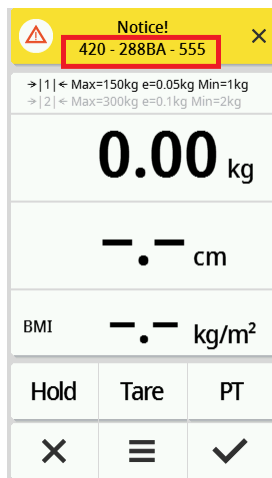 Notice!
420 - 288BA - 555
→|1|← Max=150kg e=0.05kg Min=1kg
→|2|← Max=300kg e=0.1kg Min=2kg
0.00 kg
–.– cm
BMI –.– kg/m²
Hold Tare PT